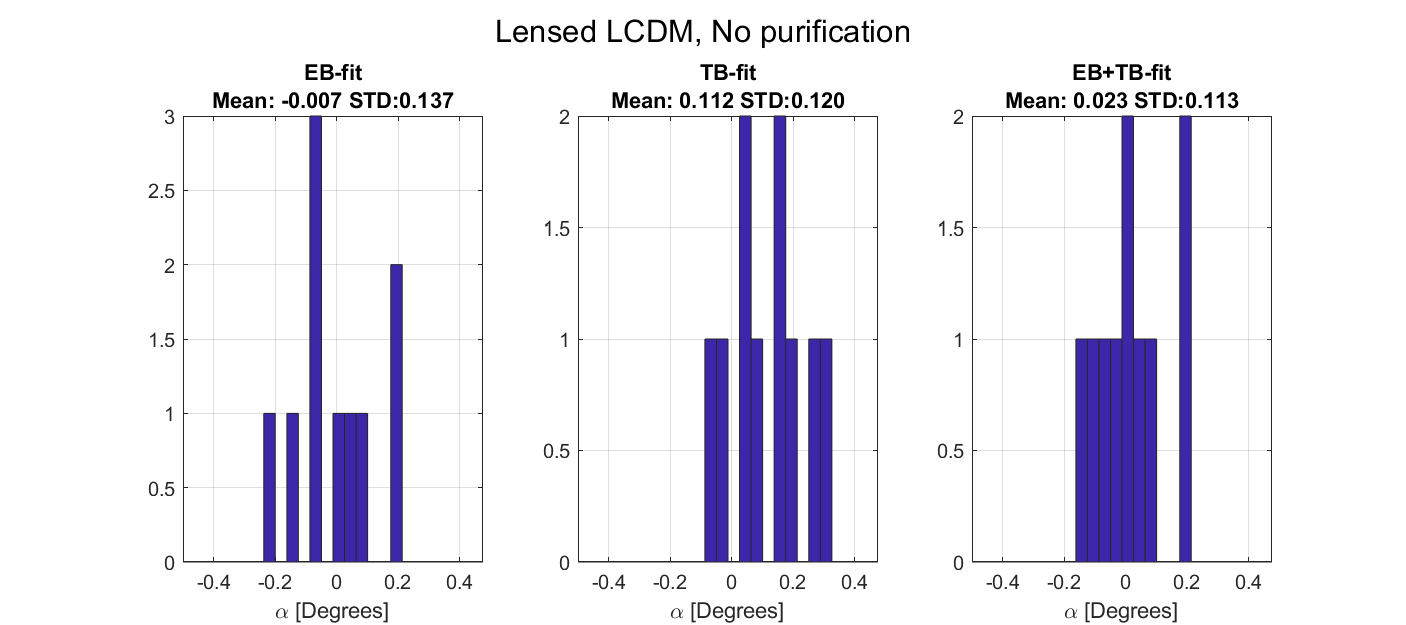 Lensed LCDM, No purification
EB-fit
Mean: -0.007 STD:0.137
3
2.5
2
1.5
1
0.5
0
-0.4 -0.2 0 0.2 0.4
α [Degrees]
TB-fit
Mean: 0.112 STD:0.120
2
1.5
1
0.5
0
-0.4 -0.2 0 0.2 0.4
α [Degrees]
EB+TB-fit
Mean: 0.023 STD:0.113
2
1.5
1
0.5
0
-0.4 -0.2 0 0.2 0.4
α [Degrees]